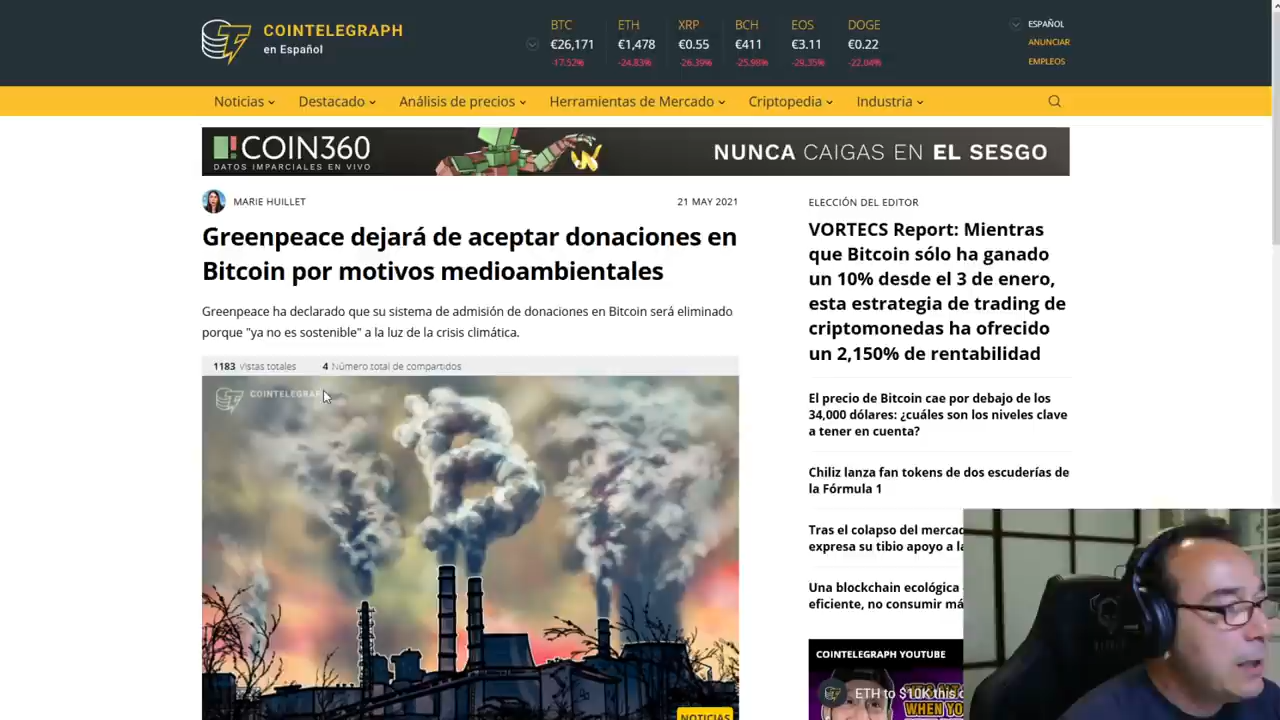 COINTELEGRAPH
en Español
BTC ETH XRP BCH EOS DOGE
€26,171 €1,478 €0.55 €411 €3.11 €0.22
-17.52% -24.83% -26.39% -25.98% -29.35% -22.04%
ESPAÑOL
ANUNCIAR
EMPLEOS
Noticias Destacado Análisis de precios Herramientas de Mercado Criptopedia Industria
COIN360
DATOS IMPARCIALES EN VIVO
NUNCA CAIGAS EN EL SESGO
MARIE HUILLET
21 MAY 2021
Greenpeace dejará de aceptar donaciones en
Bitcoin por motivos medioambientales
Greenpeace ha declarado que su sistema de admisión de donaciones en Bitcoin será eliminado
porque "ya no es sostenible" a la luz de la crisis climática.
1183 Vistas totales 4 Número total de compartidos
COINTELEGRAPH
NOTICIAS
ELECCIÓN DEL EDITOR
VORTECS Report: Mientras
que Bitcoin sólo ha ganado
un 10% desde el 3 de enero,
esta estrategia de trading de
criptomonedas ha ofrecido
un 2,150% de rentabilidad
El precio de Bitcoin cae por debajo de los
34,000 dólares: ¿cuáles son los niveles clave
a tener en cuenta?
Chiliz lanza fan tokens de dos escuderías de
la Fórmula 1
Tras el colapso del merca
expresa su tibio apoyo a l
Una blockchain ecológica
eficiente, no consumir má
COINTELEGRAPH YOUTUBE
ETH to $10K this
WHEN YO